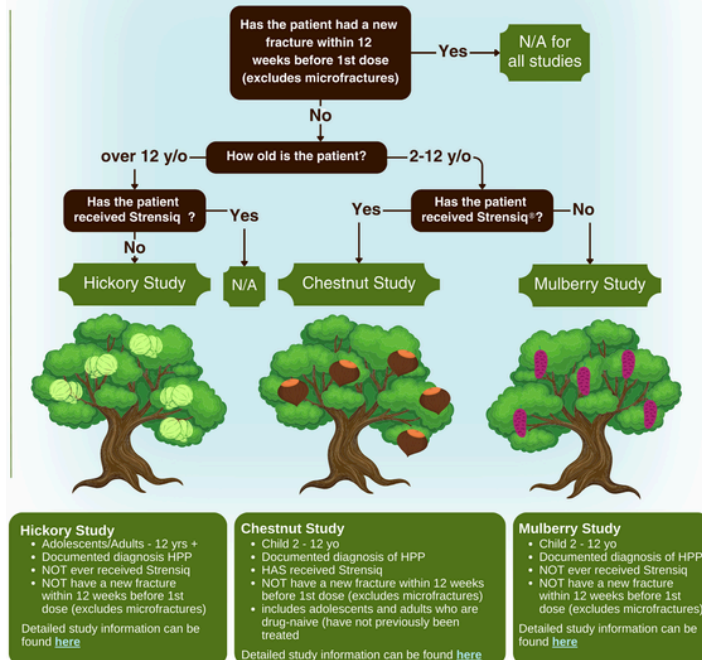 Has the patient had a new
fracture within 12
weeks before 1st dose
(excludes microfractures)
Yes
N/A for
all studies
No
over 12 y/o
How old is the patient?
2-12 y/o
Has the patient
received Strensiq ?
Yes
No
Yes
Has the patient
received Strensiq®?
No
Hickory Study
N/A
Chestnut Study
Mulberry Study
Hickory Study
• Adolescents/Adults - 12 yrs +
• Documented diagnosis HPP
• NOT ever received Strensiq
• NOT have a new fracture
within 12 weeks before 1st
dose (excludes microfractures)
Detailed study information can be
found here
Chestnut Study
• Child 2 - 12 yo
• Documented diagnosis of HPP
• HAS received Strensiq
• NOT have a new fracture within 12 weeks
before 1st dose (excludes microfractures)
• includes adolescents and adults who are
drug-naive (have not previously been
treated
Detailed study information can be found here
Mulberry Study
• Child 2 - 12 yo
• Documented diagnosis of HPP
• NOT ever received Strensiq
• NOT have a new fracture
within 12 weeks before 1st
dose (excludes microfractures)
Detailed study information can be
found here